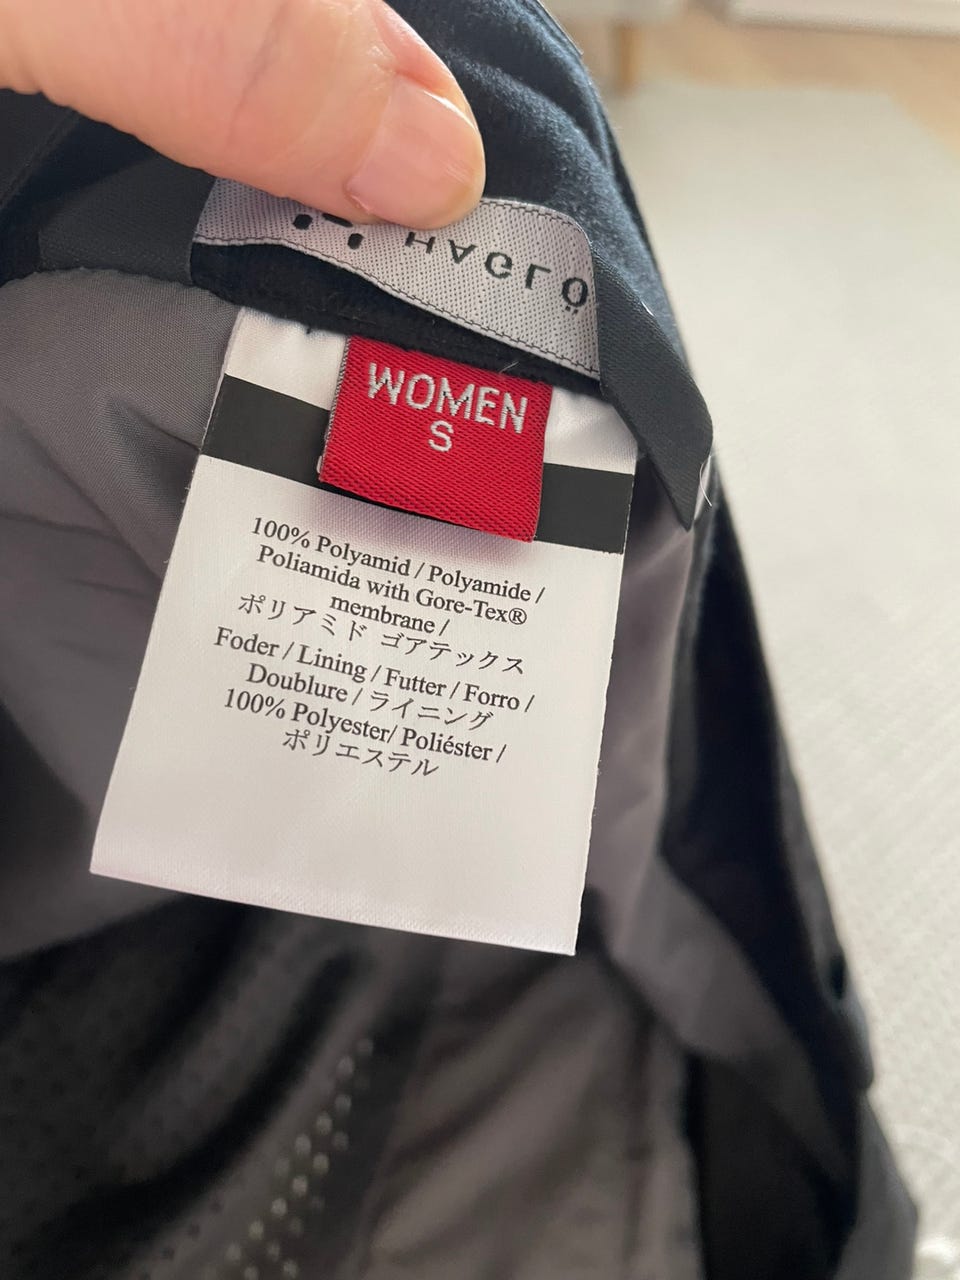 HAGLÖ
WOMEN
S
100% Polyamid / Polyamide /
Poliamida with Gore-Tex®
membrane /
ポリアミド ゴアテックス
Foder / Lining / Futter / Forro /
Doublure / ライニング
100% Polyester/ Poliéster /
ポリエステル